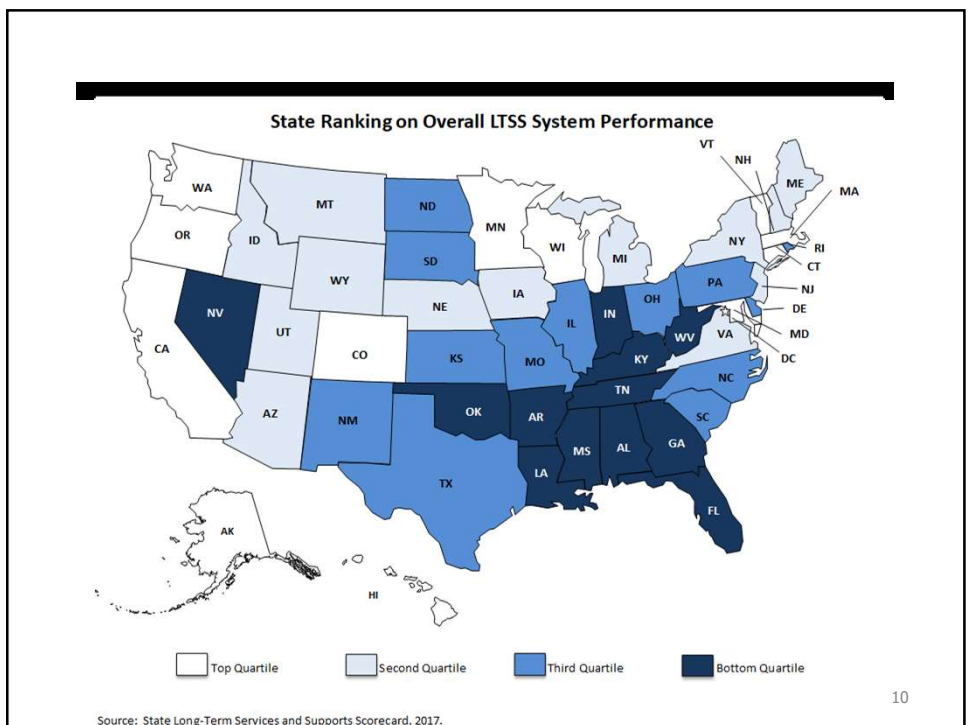 State Ranking on Overall LTSS System Performance
VT
NH
ME
MA
WA
MT
ND
MN
OR
ID
WI
NY
RI
SD
MI
CT
WY
PA
NJ
IA
NE
OH
DE
NV
IN
IL
UT
MD
WV
VA
CA
CO
DC
KS
MO
KY
NC
TN
AZ
OK
NM
AR
SC
MS
AL
GA
LA
TX
FL
AK
HI
Top Quartile
Second Quartile
Third Quartile
Bottom Quartile
10
Source: State Long-Term Services and Supports Scorecard, 2017.